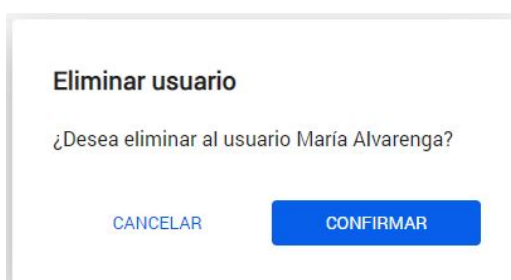 Eliminar usuario
¿Desea eliminar al usuario María Alvarenga?
CANCELAR CONFIRMAR